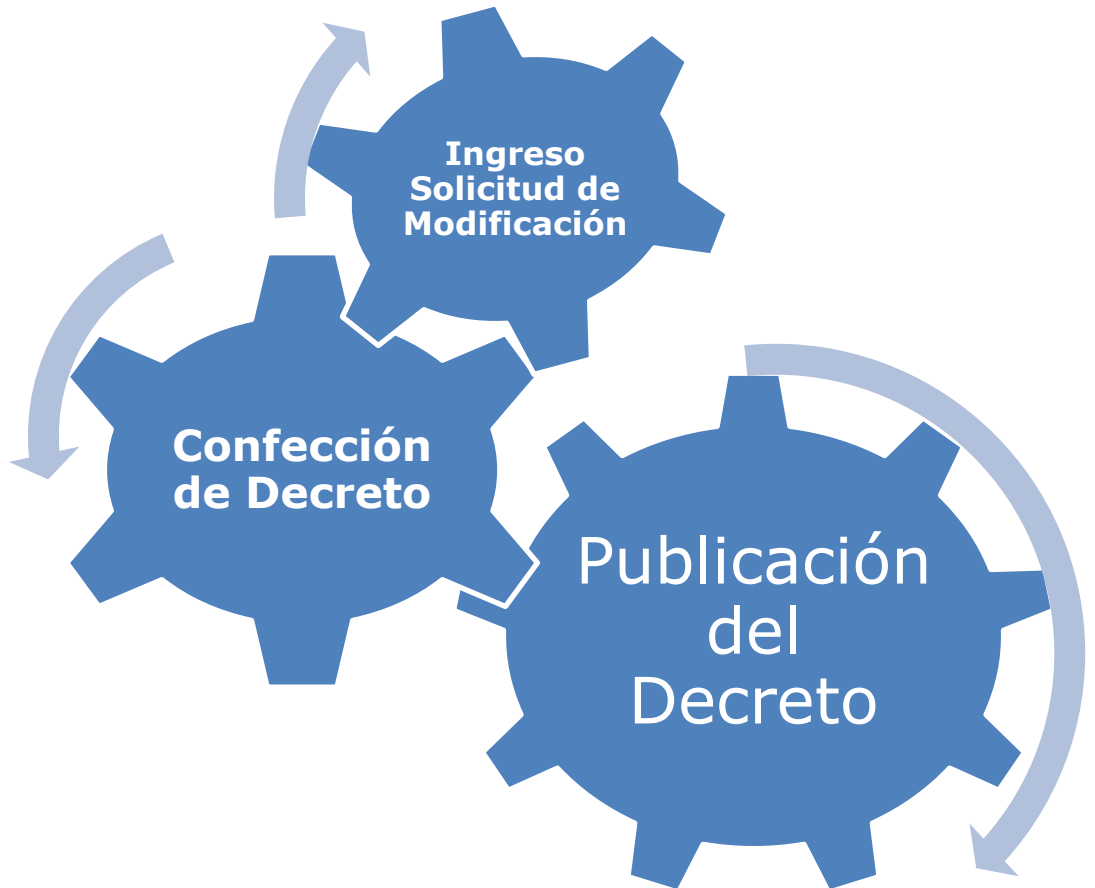 Ingreso
Solicitud de
Modificación
Confección
de Decreto
Publicación
del
Decreto